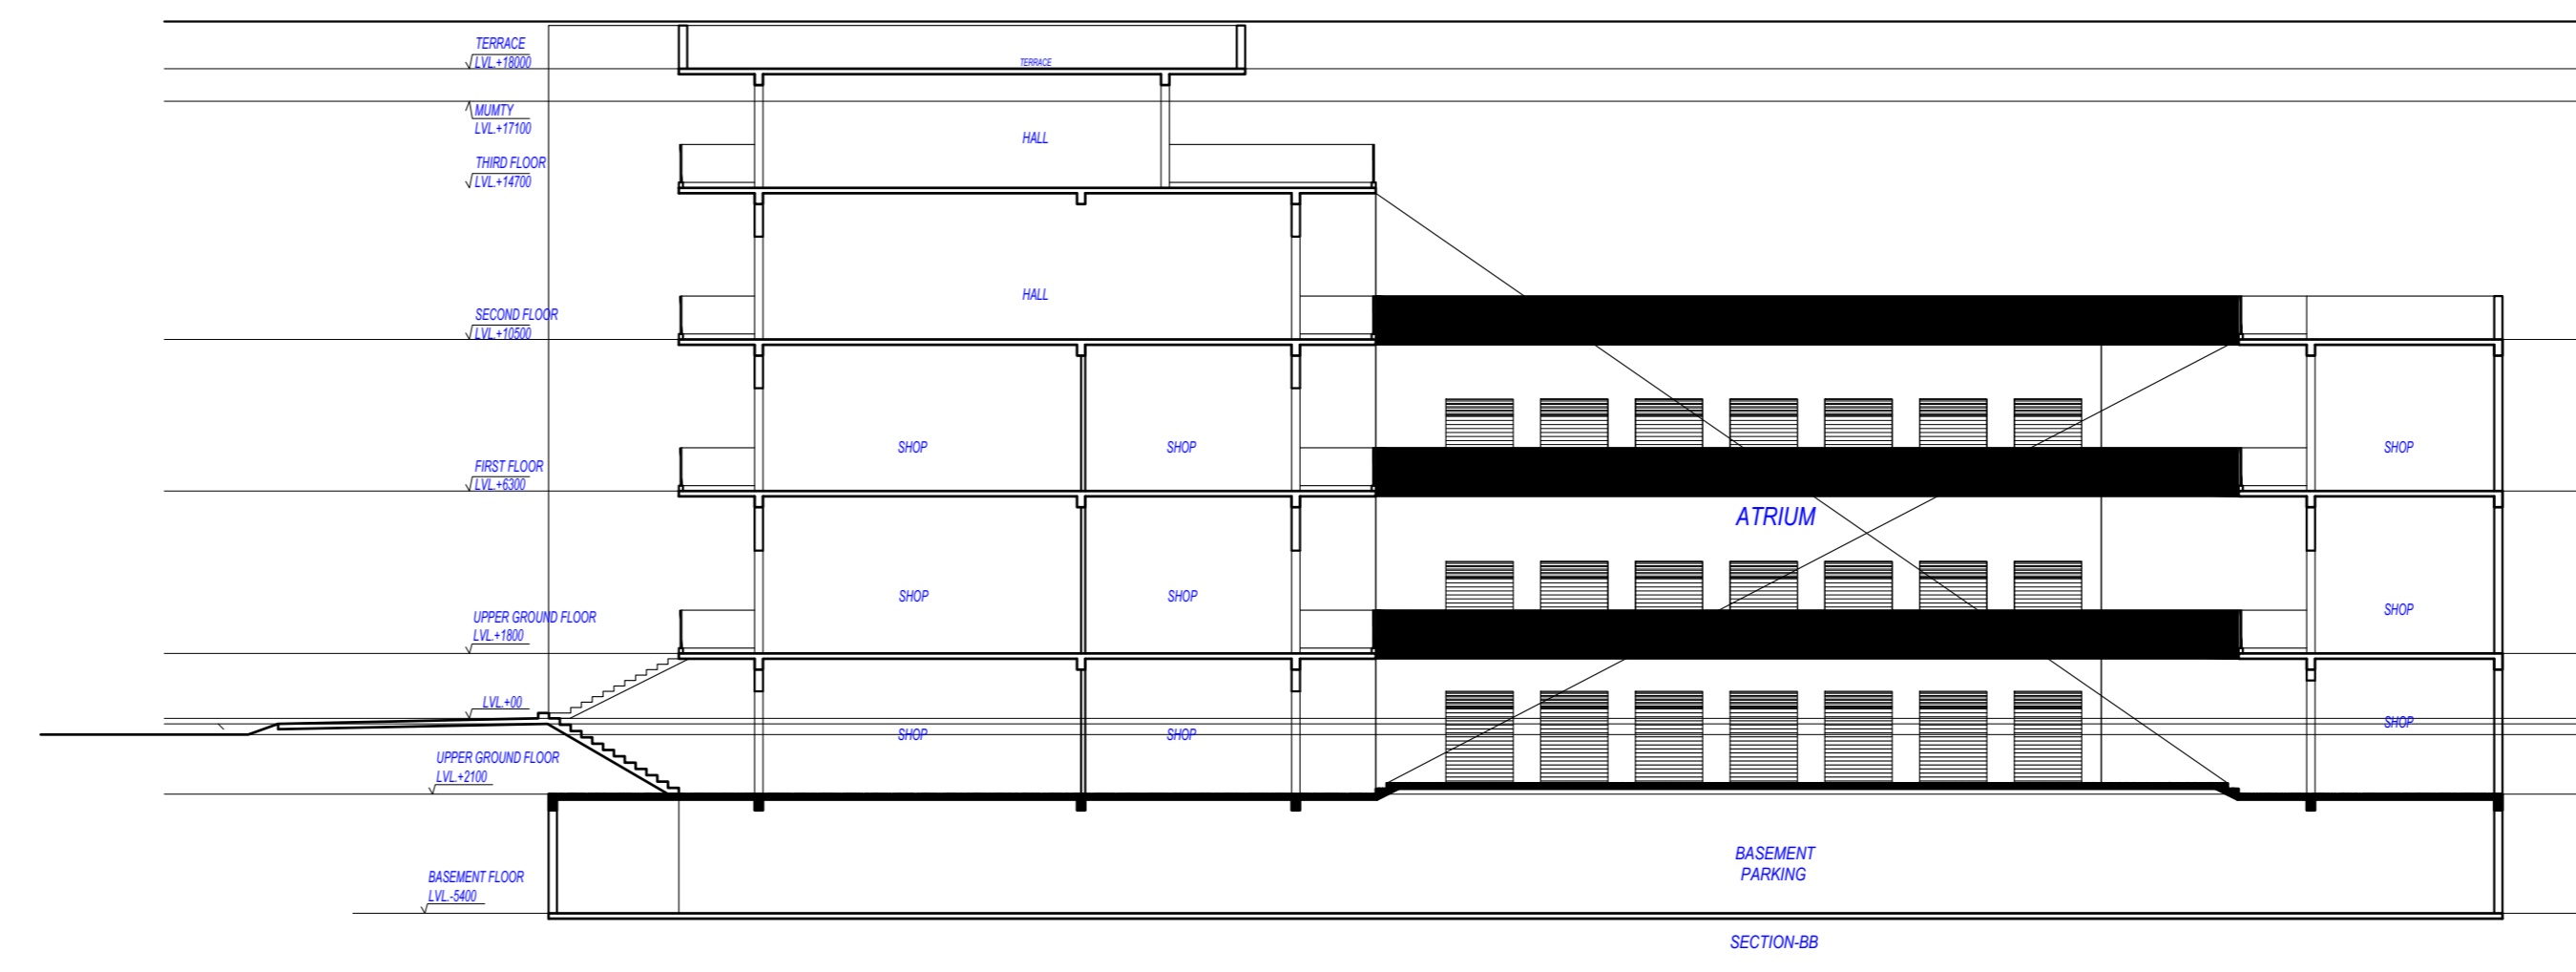 TERRACE
LVL.+18000
TERRACE
MUMTY
LVL.+17100
HALL
THIRD FLOOR
LVL.+14700
HALL
SECOND FLOOR
LVL.+10500
SHOP
SHOP
SHOP
FIRST FLOOR
LVL.+6300
ATRIUM
SHOP
SHOP
SHOP
UPPER GROUND FLOOR
LVL.+1800
LVL.+00
SHOP
SHOP
SHOP
UPPER GROUND FLOOR
LVL.+2100
BASEMENT
PARKING
BASEMENT FLOOR
LVL.-5400
SECTION-BB